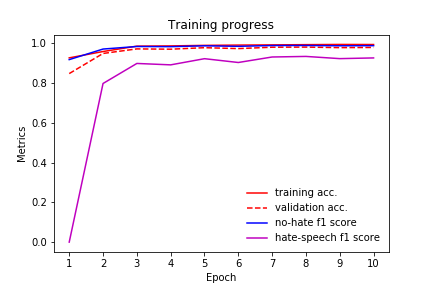 Training progress
1.0
0.8
0.6
0.4
0.2
0.0
Metrics
training acc.
validation acc.
no-hate f1 score
hate-speech f1 score
1 2 3 4 5 6 7 8 9 10
Epoch